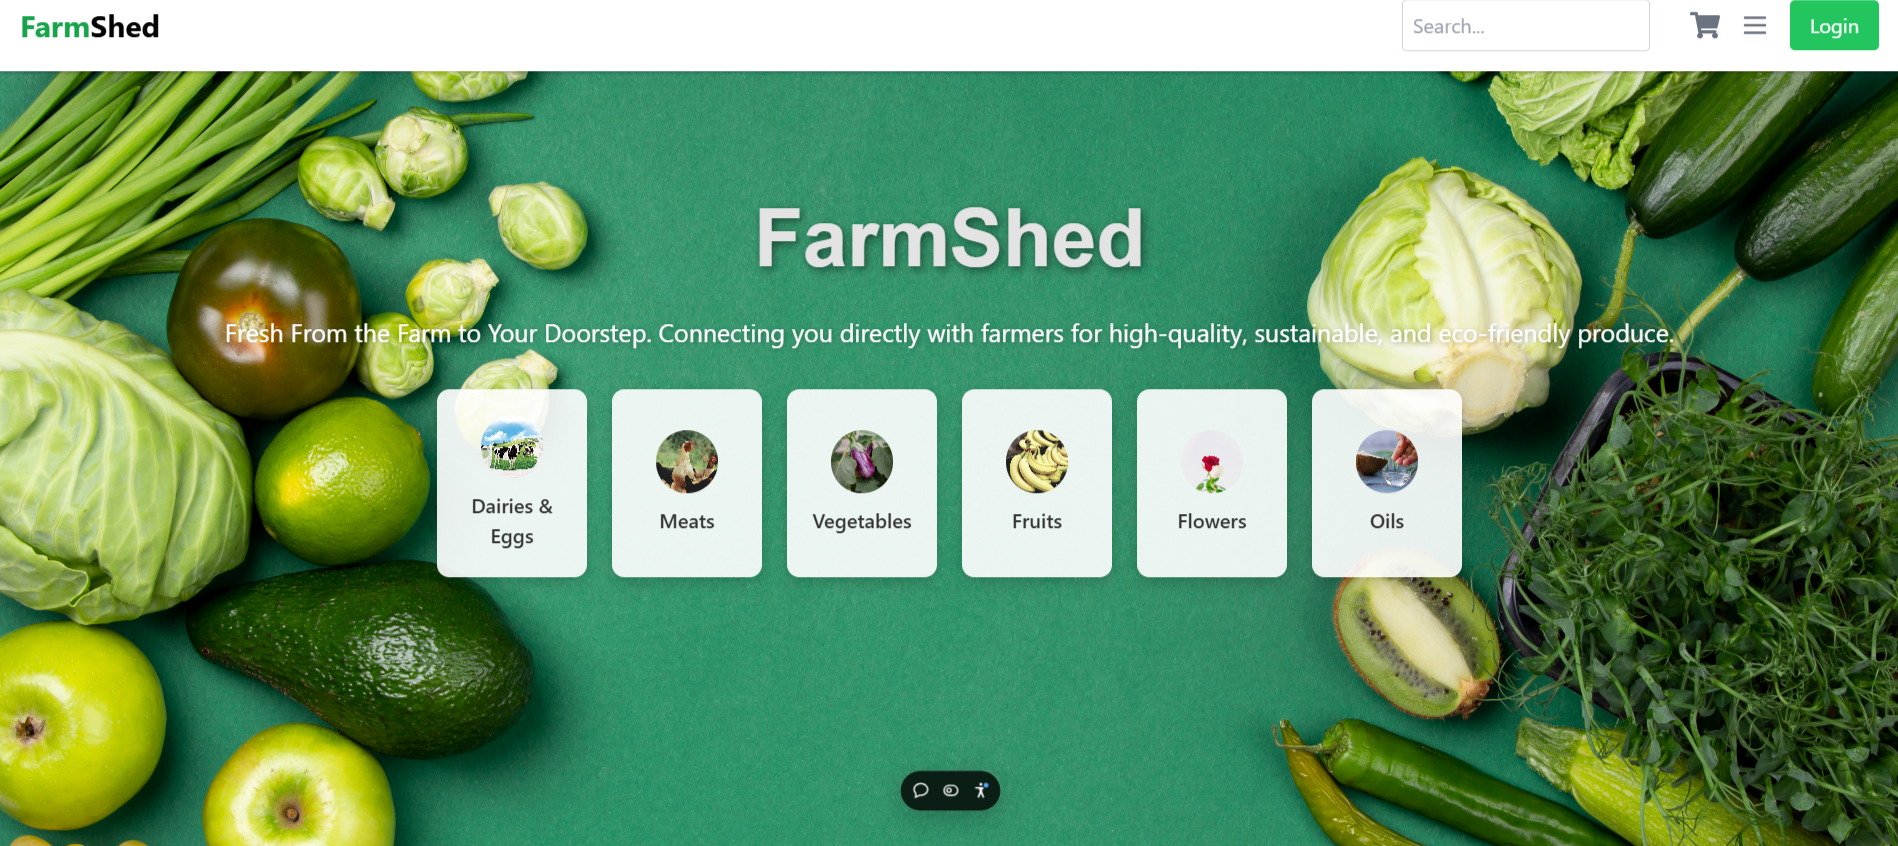 FarmShed
Search...
Login
FarmShed
Fresh From the Farm to Your Doorstep. Connecting you directly with farmers for high-quality, sustainable, and eco-friendly produce.
Dairies &
Eggs
Meats
Vegetables
Fruits
Flowers
Oils